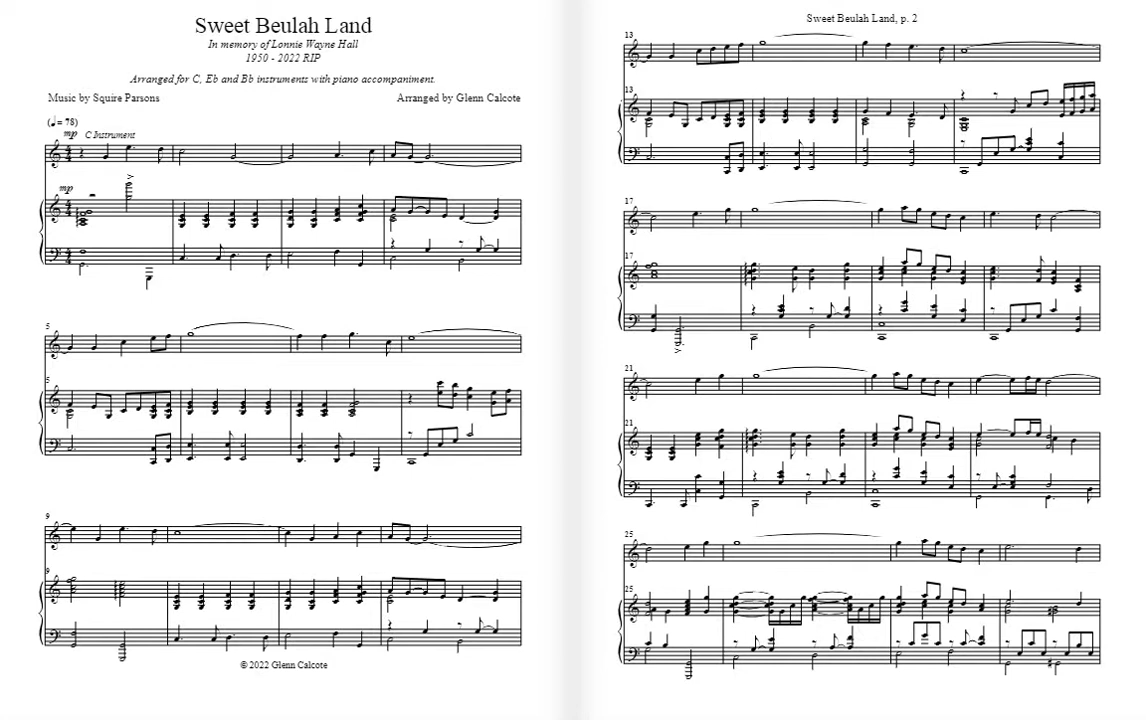 Sweet Beulah Land
In memory of Lonnie Wayne Hall
1950 - 2022 RIP
Arranged for C, Eb and Bb instruments with piano accompaniment.
Music by Squire Parsons
Arranged by Glenn Calcote
(♩= 78)
mp C Instrument
mp
5
5
9
9
© 2022 Glenn Calcote
Sweet Beulah Land, p. 2
13
13
17
17
21
21
25
25